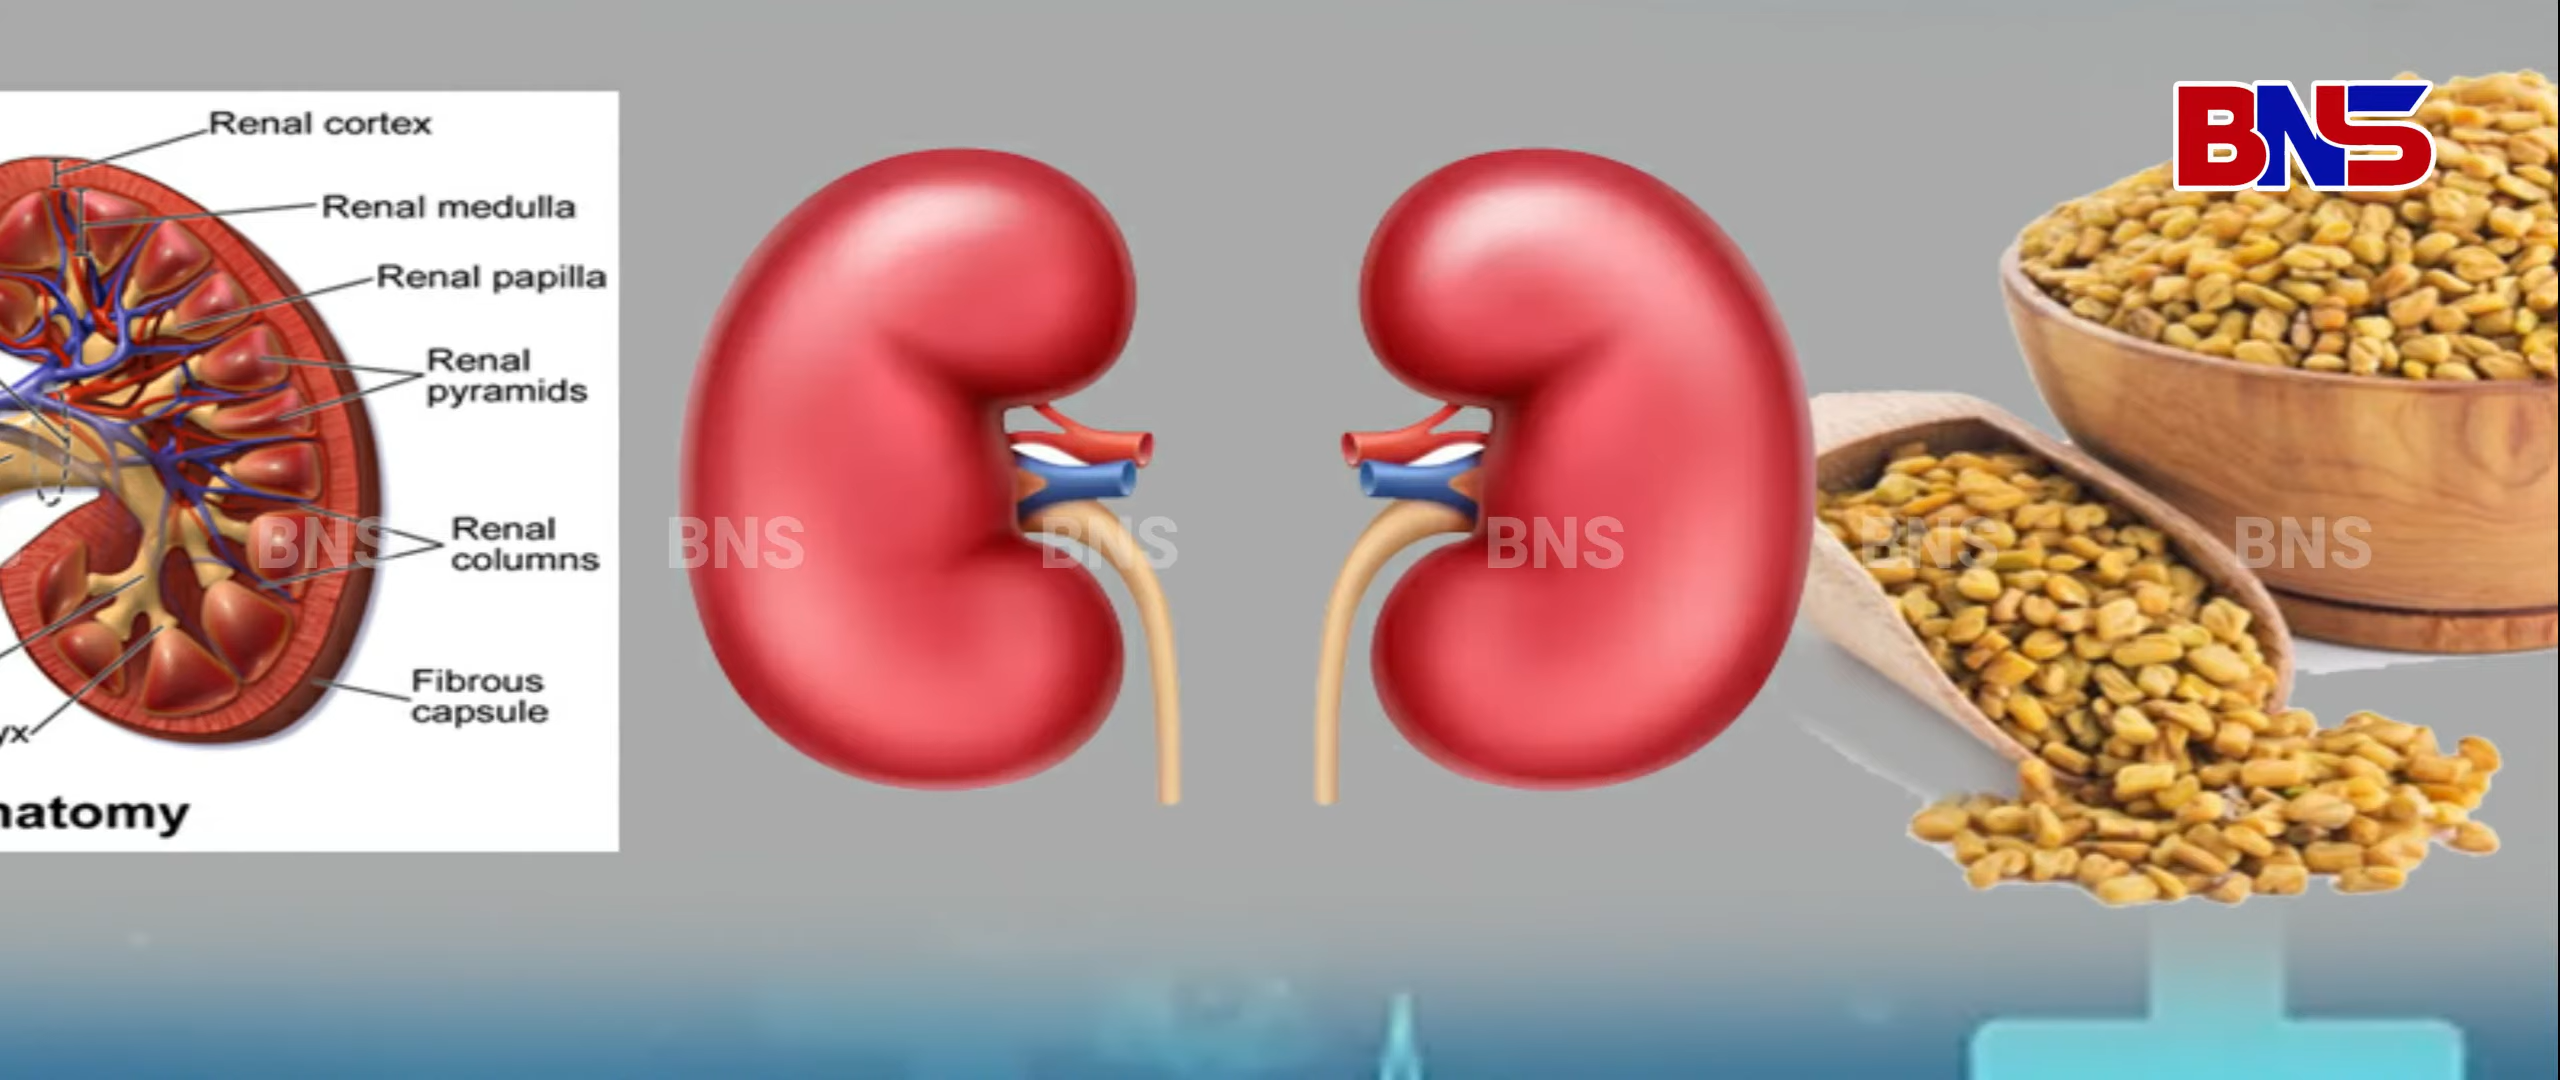 BNS
Renal cortex
Renal medulla
Renal papilla
Renal
pyramids
Renal
columns
Fibrous
capsule
yx
natomy
BNS BNS BNS BNS BNS BNS